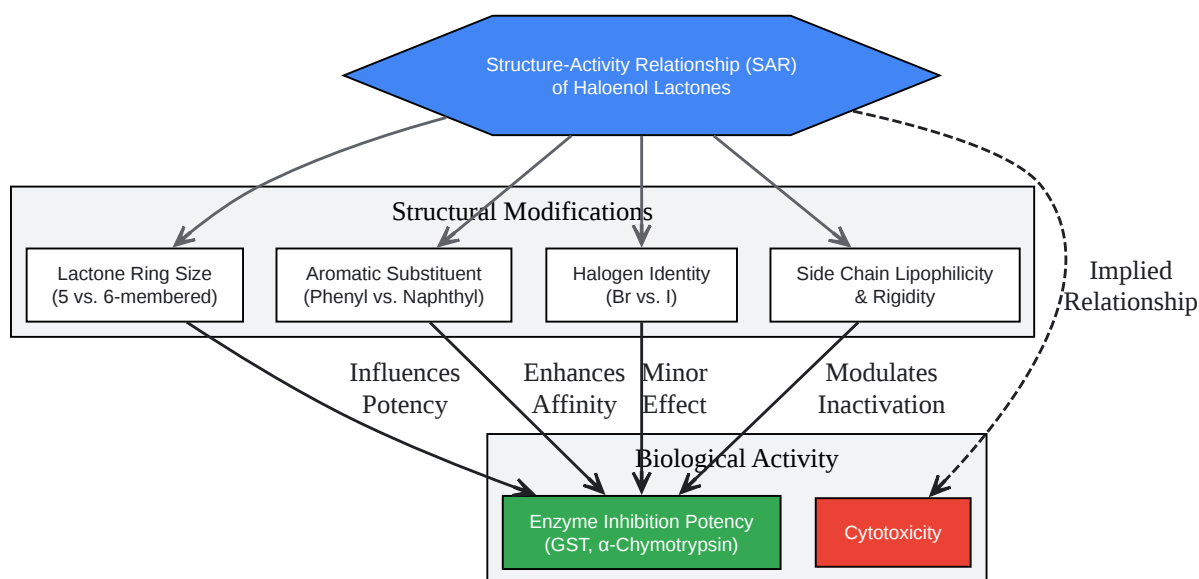 Structure-Activity Relationship (SAR)
of Haloenol Lactones
Structural Modifications
Lactone Ring Size
(5 vs. 6-membered)
Aromatic Substituent
(Phenyl vs. Naphthyl)
Halogen Identity
(Br vs. I)
Side Chain Lipophilicity
& Rigidity
Implied
Relationship
Influences
Potency
Enhances
Affinity
Minor
Effect
Modulates
Inactivation
Biological Activity
Enzyme Inhibition Potency
(GST, α-Chymotrypsin)
Cytotoxicity